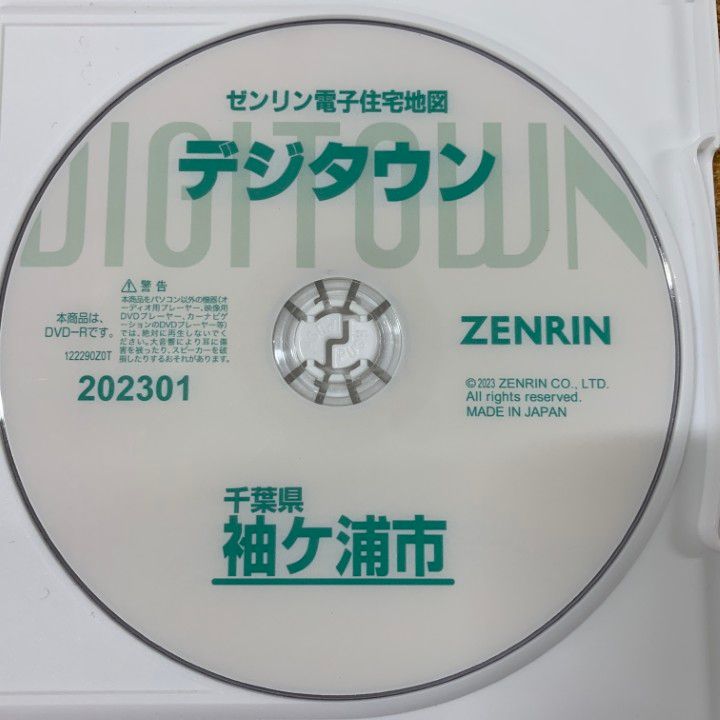 ゼンリン電子住宅地図
DIGITOWN
デジタウン
本商品は、
DVD-Rです。
122290Z0T
202301
⚠警告
本商品をパソコン以外の機器(オ
ーディオ用プレーヤー、映像用
DVDプレーヤー、カーナビゲ
ーションのDVDプレーヤー等)
では、絶対に再生しないでく
ださい。大音響により耳に傷
害を被ったり、スピーカーを破
損したりするおそれがあります。
ZENRIN
©2023 ZENRIN CO., LTD.
All rights reserved.
MADE IN JAPAN
千葉県
袖ケ浦市